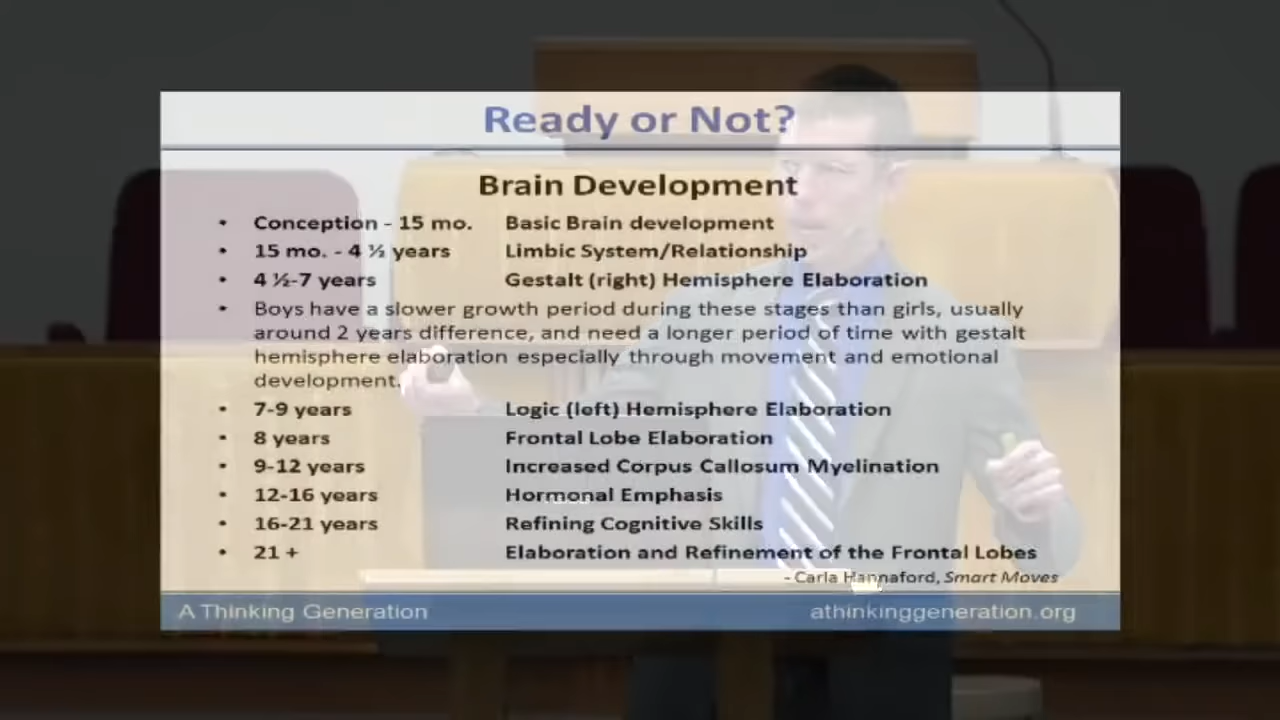 Ready or Not?
Brain Development
• Conception - 15 mo. Basic Brain development
• 15 mo. - 4 ½ years Limbic System/Relationship
• 4 ½-7 years Gestalt (right) Hemisphere Elaboration
• Boys have a slower growth period during these stages than girls, usually
around 2 years difference, and need a longer period of time with gestalt
hemisphere elaboration especially through movement and emotional
development.
• 7-9 years Logic (left) Hemisphere Elaboration
• 8 years Frontal Lobe Elaboration
• 9-12 years Increased Corpus Callosum Myelination
• 12-16 years Hormonal Emphasis
• 16-21 years Refining Cognitive Skills
• 21 + Elaboration and Refinement of the Frontal Lobes
- Carla Hannaford, Smart Moves
A Thinking Generation athinkinggeneration.org